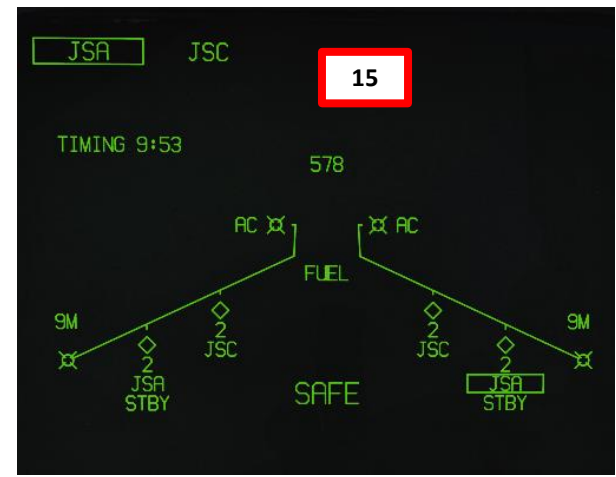 JSA JSC
15
TIMING 9:53
578
AC AC
FUEL
9M 9M
2 2
JSC JSC
2 2
JSA JSA
STBY SAFE STBY